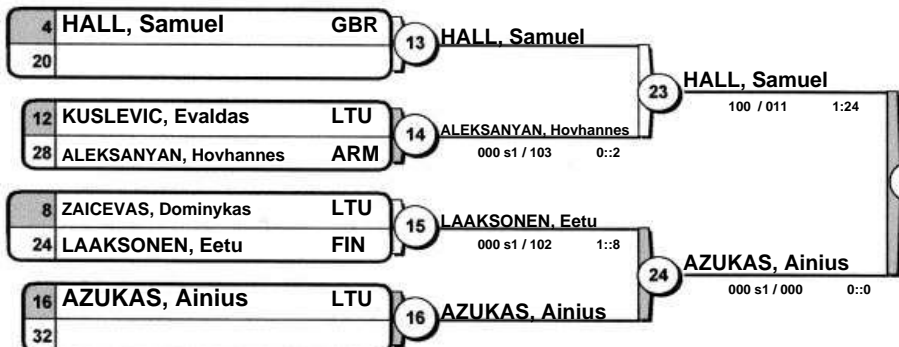 4 HALL, Samuel GBR
20
13 HALL, Samuel
12 KUSLEVIC, Evaldas LTU
28 ALEKSANYAN, Hovhannes ARM
14 ALEKSANYAN, Hovhannes
000 s1 / 103 0::2
23 HALL, Samuel
100 / 011 1:24
8 ZAICEVAS, Dominykas LTU
24 LAAKSONEN, Eetu FIN
15 LAAKSONEN, Eetu
000 s1 / 102 1::8
16 AZUKAS, Ainius LTU
32
16 AZUKAS, Ainius
24 AZUKAS, Ainius
000 s1 / 000 0::0